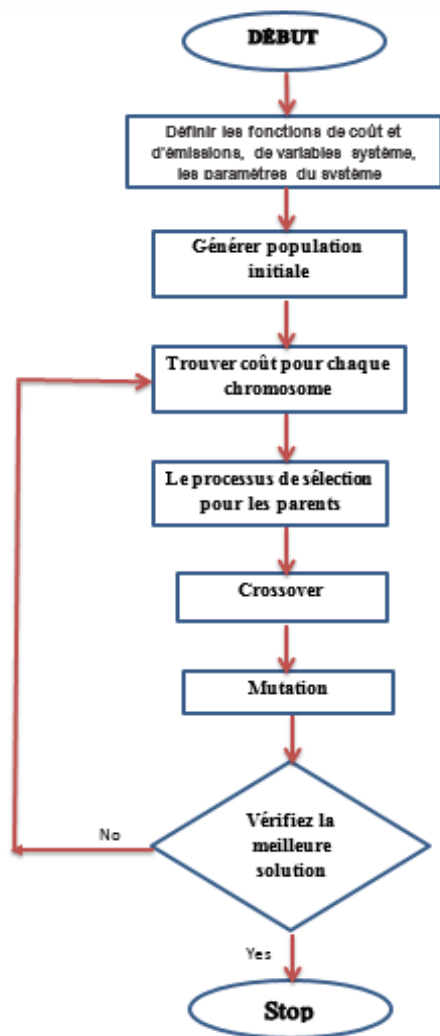 DÉBUT
Définir les fonctions de coût et
d'émissions, de variables système,
les paramètres du système
Générer population
initiale
Trouver coût pour chaque
chromosome
Le processus de sélection
pour les parents
Crossover
Mutation
Vérifiez la
meilleure
solution
No
Yes
Stop